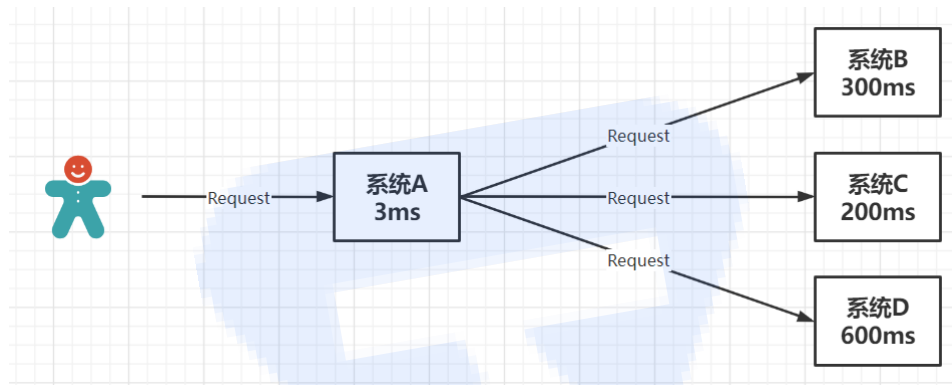 系统B
300ms
Request
系统A
3ms
Request
Request
系统C
200ms
Request
系统D
600ms